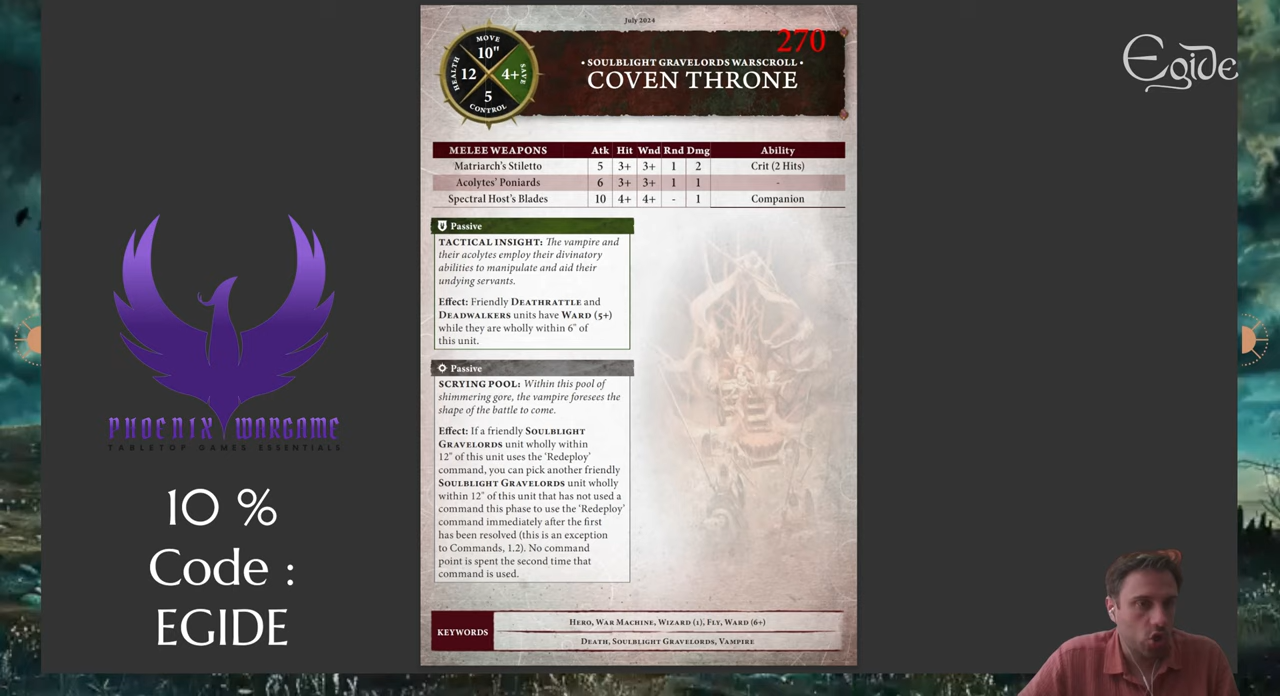 July 2024
270
Egide
MOVE
10"
HEALTH
12
4+
SAVE
5
CONTROL
• SOULBLIGHT GRAVELORDS WARSCROLL •
COVEN THRONE
MELEE WEAPONS Atk Hit Wnd Rnd Dmg Ability
Matriarch's Stiletto 5 3+ 3+ 1 2 Crit (2 Hits)
Acolytes' Poniards 6 3+ 3+ 1 1 -
Spectral Host's Blades 10 4+ 4+ - 1 Companion
Passive
TACTICAL INSIGHT: The vampire and
their acolytes employ their divinatory
abilities to manipulate and aid their
undying servants.
Effect: Friendly DEATHRATTLE and
DEADWALKERS units have WARD (5+)
while they are wholly within 6" of
this unit.
Passive
SCRYING POOL: Within this pool of
shimmering gore, the vampire foresees the
shape of the battle to come.
Effect: If a friendly SOULBLIGHT
GRAVELORDS unit wholly within
12" of this unit uses the 'Redeploy'
command, you can pick another friendly
SOULBLIGHT GRAVELORDS unit wholly
within 12" of this unit that has not used a
command this phase to use the 'Redeploy'
command immediately after the first
has been resolved (this is an exception
to Commands, 1.2). No command
point is spent the second time that
command is used.
KEYWORDS
HERO, WAR MACHINE, WIZARD (1), FLY, WARD (6+)
DEATH, SOULBLIGHT GRAVELORDS, VAMPIRE
PHOENIX WARGAME
TABLETOP GAMES ESSENTIALS
10 %
Code :
EGIDE